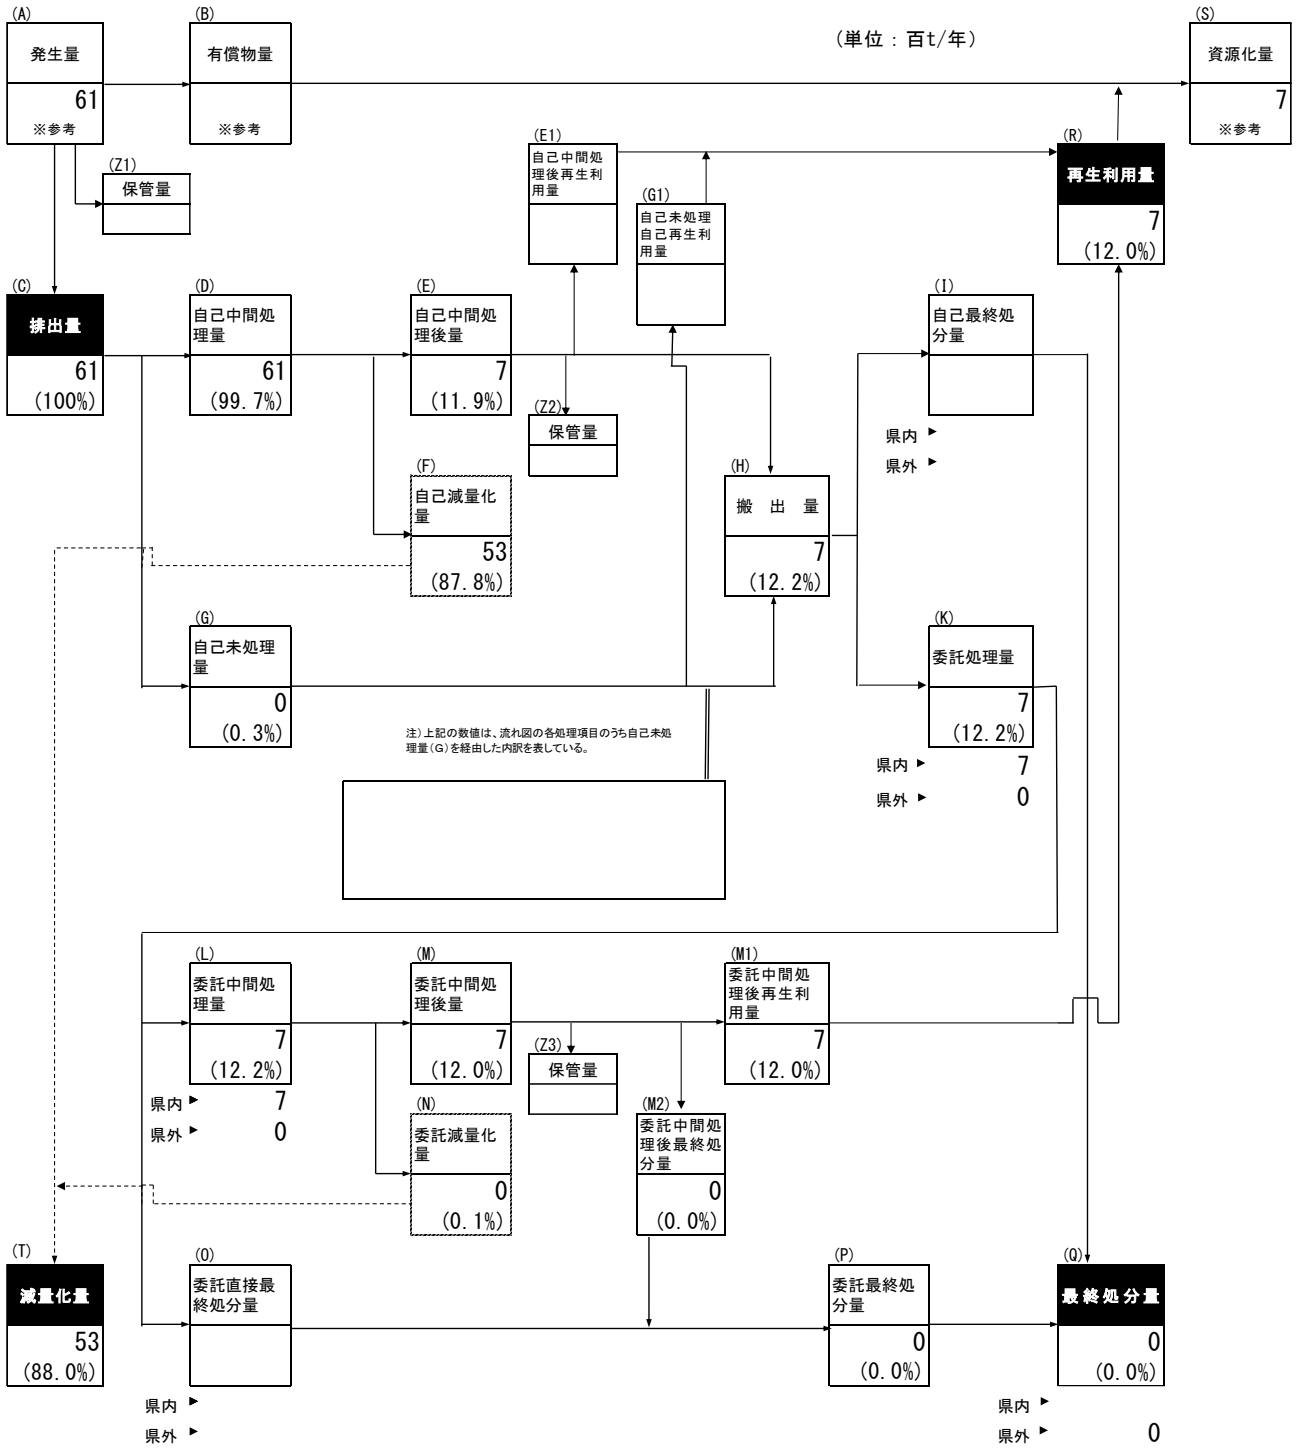 (A)
発生量
61
※参考
(B)
有償物量
※参考
(単位：百t/年)
(S)
資源化量
7
※参考
(Z1)
保管量
(E1)
自己中間処
理後再生利
用量
(G1)
自己未処理
自己再生利
用量
(R)
再生利用量
7
(12.0%)
(C)
排出量
61
(100%)
(D)
自己中間処
理量
61
(99.7%)
(E)
自己中間処
理後量
7
(11.9%)
(Z2)
保管量
(I)
自己最終処
分量
県内
県外
(F)
自己減量化
量
53
(87.8%)
(H)
搬 出 量
7
(12.2%)
(G)
自己未処理
量
0
(0.3%)
(K)
委託処理量
7
(12.2%)
県内 7
県外 0
注）上記の数値は、流れ図の各処理項目のうち自己未処
理量（G）を経由した内訳を表している。
(L)
委託中間処
理量
7
(12.2%)
県内 7
県外 0
(M)
委託中間処
理後量
7
(12.0%)
(Z3)
保管量
(M1)
委託中間処
理後再生利
用量
7
(12.0%)
(N)
委託減量化
量
0
(0.1%)
(M2)
委託中間処
理後最終処
分量
0
(0.0%)
(T)
減量化量
53
(88.0%)
(O)
委託直接最
終処分量
県内
県外
(P)
委託最終処
分量
0
(0.0%)
(Q)
最終処分量
0
(0.0%)
県内
県外 0